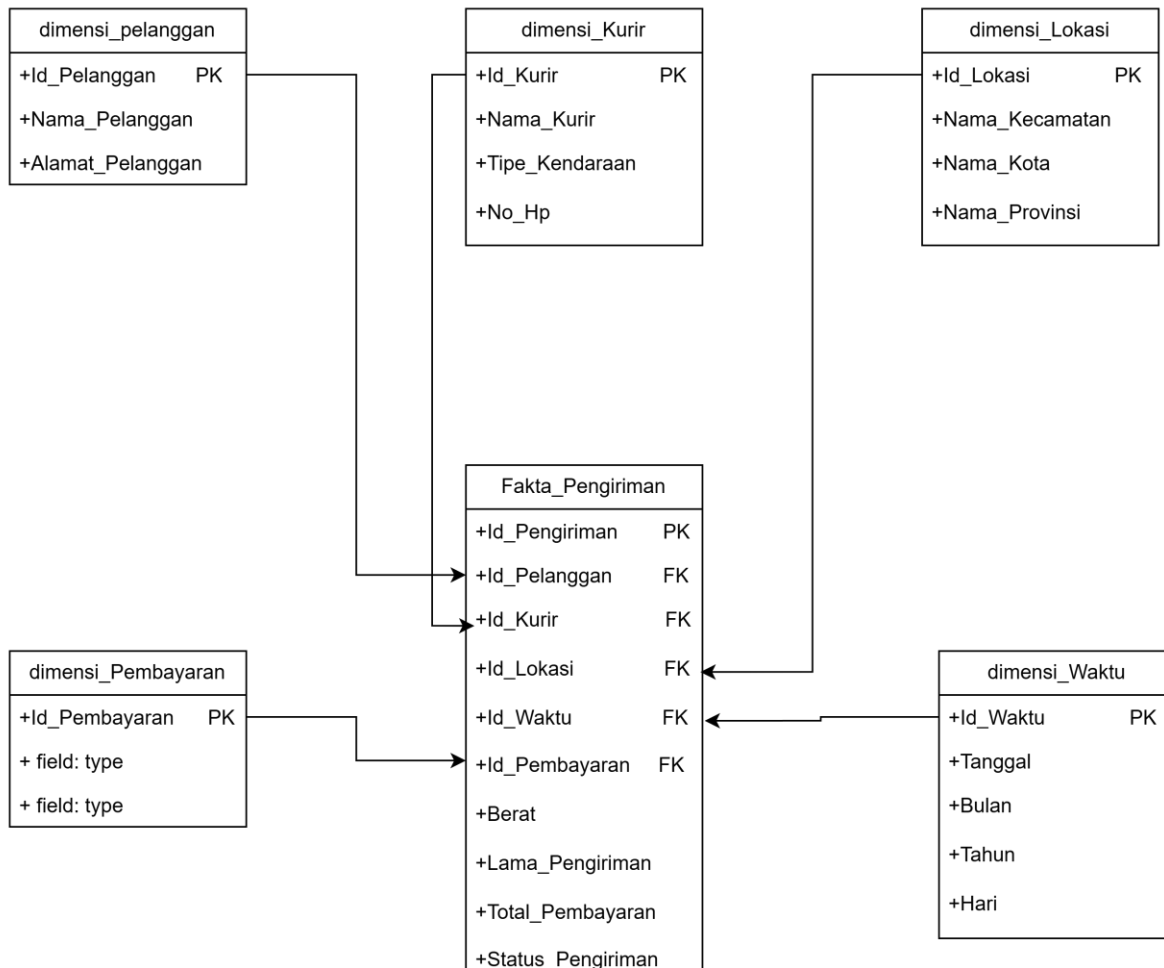 dimensi_pelanggan
+Id_Pelanggan PK
+Nama_Pelanggan
+Alamat_Pelanggan
dimensi_Kurir
+Id_Kurir PK
+Nama_Kurir
+Tipe_Kendaraan
+No_Hp
dimensi_Lokasi
+Id_Lokasi PK
+Nama_Kecamatan
+Nama_Kota
+Nama_Provinsi
Fakta_Pengiriman
+Id_Pengiriman PK
+Id_Pelanggan FK
+Id_Kurir FK
+Id_Lokasi FK
+Id_Waktu FK
+Id_Pembayaran FK
+Berat
+Lama_Pengiriman
+Total_Pembayaran
+Status_Pengiriman
dimensi_Pembayaran
+Id_Pembayaran PK
+ field: type
+ field: type
dimensi_Waktu
+Id_Waktu PK
+Tanggal
+Bulan
+Tahun
+Hari